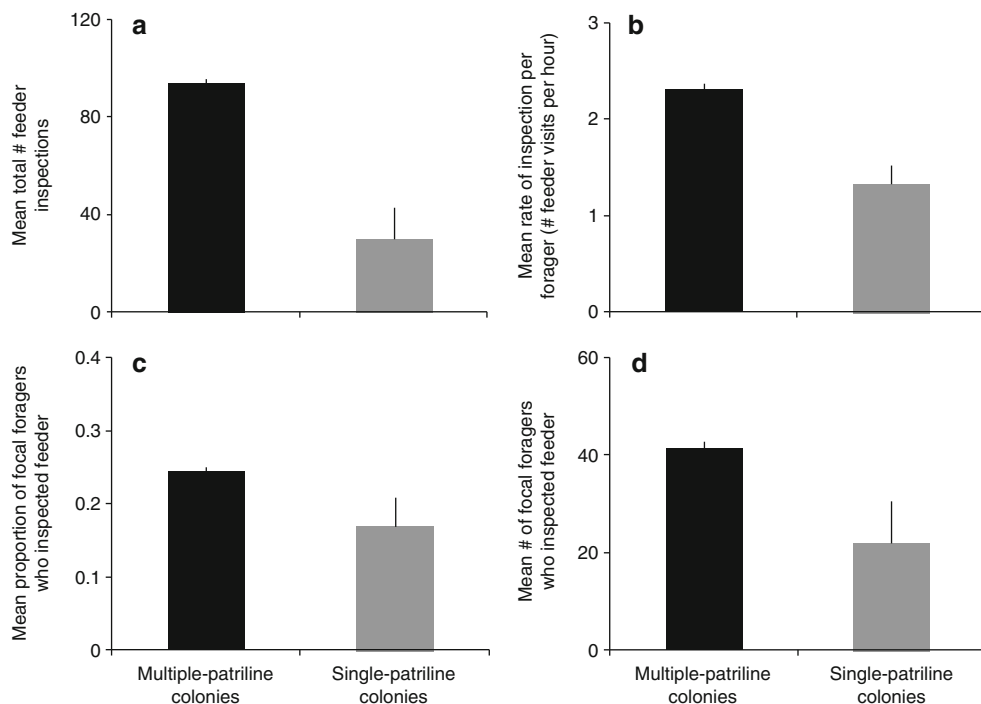 a
Mean total # feeder
inspections
120
80
40
0
b
Mean rate of inspection per
forager (# feeder visits per hour)
3
2
1
0
c
Mean proportion of focal foragers
who inspected feeder
0.4
0.3
0.2
0.1
0
Multiple-patriline
colonies
Single-patriline
colonies
d
Mean # of focal foragers
who inspected feeder
60
40
20
0
Multiple-patriline
colonies
Single-patriline
colonies